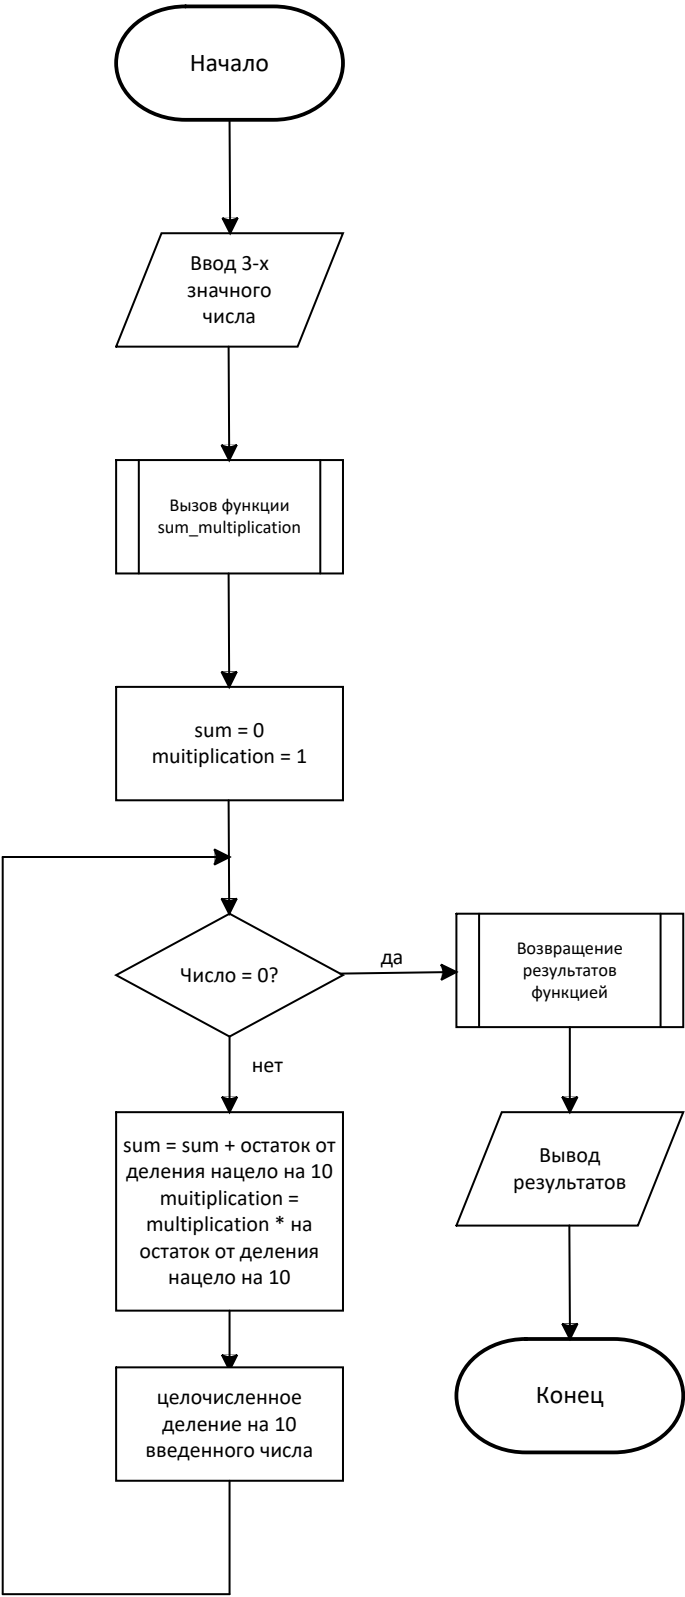 Начало
Ввод 3-х
значного
числа
Вызов функции
sum_multiplication
sum = 0
muitiplication = 1
Число = 0?
да
нет
Возвращение
результатов
функцией
sum = sum + остаток от
деления нацело на 10
muitiplication =
multiplication * на
остаток от деления
нацело на 10
Вывод
результатов
целочисленное
деление на 10
введенного числа
Конец